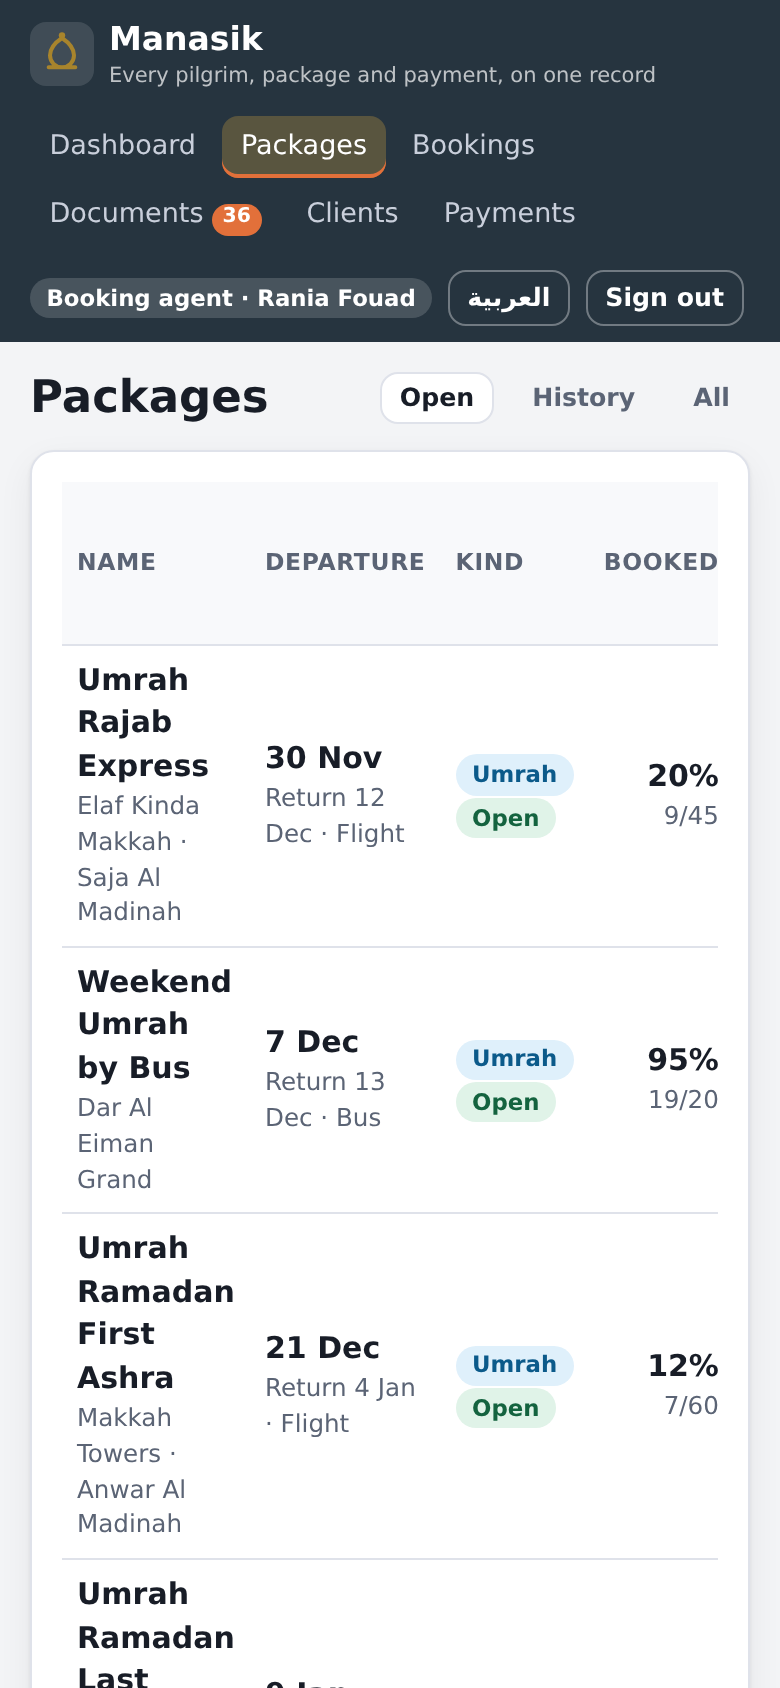 Manasik
Every pilgrim, package and payment, on one record
Dashboard Packages Bookings
Documents 36 Clients Payments
Booking agent · Rania Fouad العربية Sign out
Packages Open History All
NAME DEPARTURE KIND BOOKED
Umrah
Rajab
Express
Elaf Kinda
Makkah ·
Saja Al
Madinah
30 Nov
Return 12
Dec · Flight
Umrah
Open
20%
9/45
Weekend
Umrah
by Bus
Dar Al
Eiman
Grand
7 Dec
Return 13
Dec · Bus
Umrah
Open
95%
19/20
Umrah
Ramadan
First
Ashra
Makkah
Towers ·
Anwar Al
Madinah
21 Dec
Return 4 Jan
· Flight
Umrah
Open
12%
7/60
Umrah
Ramadan
Last